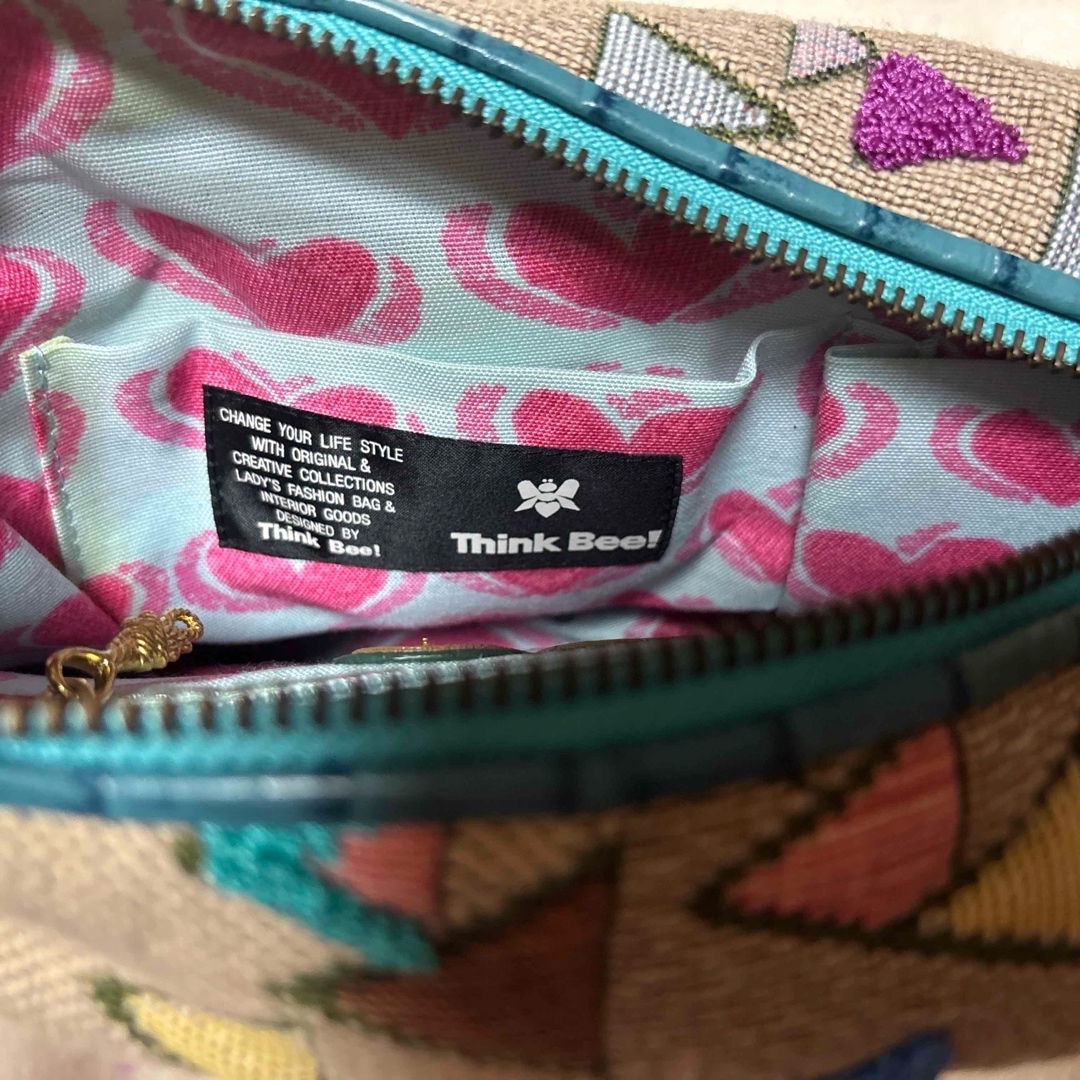 CHANGE YOUR LIFE STYLE
WITH ORIGINAL &
CREATIVE COLLECTIONS
LADY'S FASHION BAG &
INTERIOR GOODS
DESIGNED BY
Think Bee!
Think Bee!